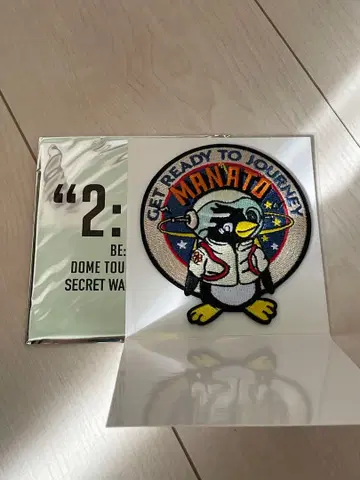 GET READY TO JOURNEY
MANATO
“2:
BE:
DOME TOU
SECRET WA